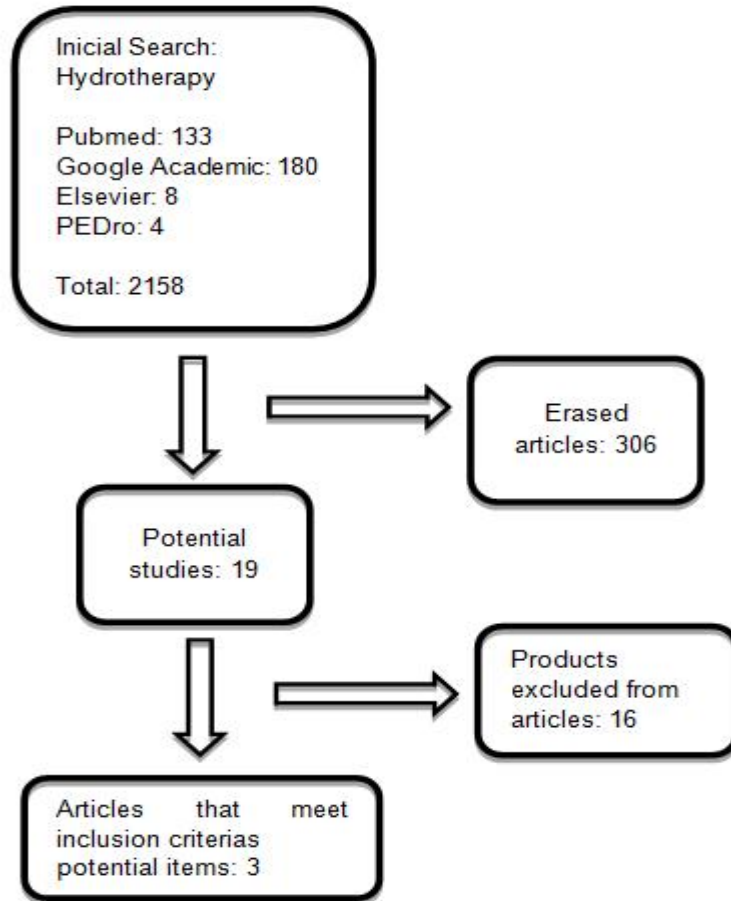 Inicial Search:
Hydrotherapy
Pubmed: 133
Google Academic: 180
Elsevier: 8
PEDro: 4
Total: 2158
Erased
articles: 306
Potential
studies: 19
Products
excluded from
articles: 16
Articles that meet
inclusion criterias
potential items: 3